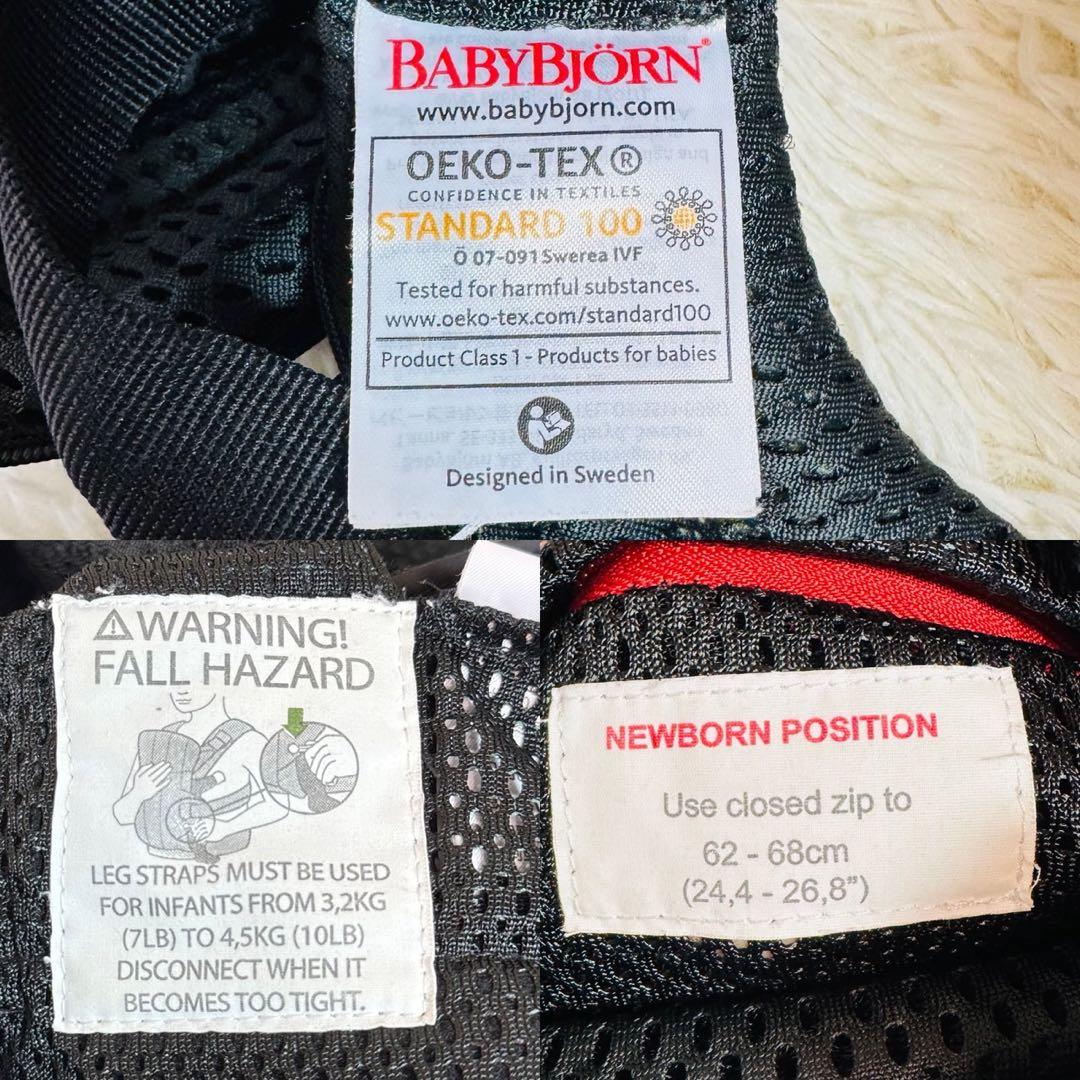 BABYBJÖRN®
www.babybjorn.com
OEKO-TEX®
CONFIDENCE IN TEXTILES
STANDARD 100
Ö 07-091 Swerea IVF
Tested for harmful substances.
www.oeko-tex.com/standard100
Product Class 1 - Products for babies
Designed in Sweden
WARNING!
FALL HAZARD
LEG STRAPS MUST BE USED
FOR INFANTS FROM 3,2KG
(7LB) TO 4,5KG (10LB)
DISCONNECT WHEN IT
BECOMES TOO TIGHT.
NEWBORN POSITION
Use closed zip to
62 - 68cm
(24,4 - 26,8”)